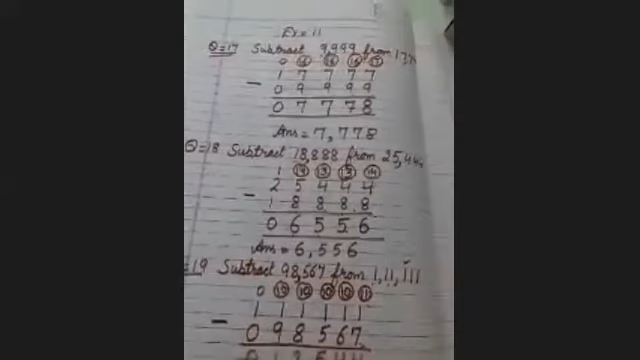 Ex = 11
Q = 17 Subtract 9,999 from
0 16 16 16 17
1 7 7 7 7
- 0 9 9 9 9
0 7 7 7 8
Ans = 7,778
Q = 18 Subtract 18,888 from 25,444
1 14 13 13 14
2 5 4 4 4
- 1 8 8 8 8
0 6 5 5 6
Ans = 6,556
= 19 Subtract 98,567 from 1,11,111
0 10 10 10 11
1 1 1 1 1 1
- 0 9 8 5 6 7